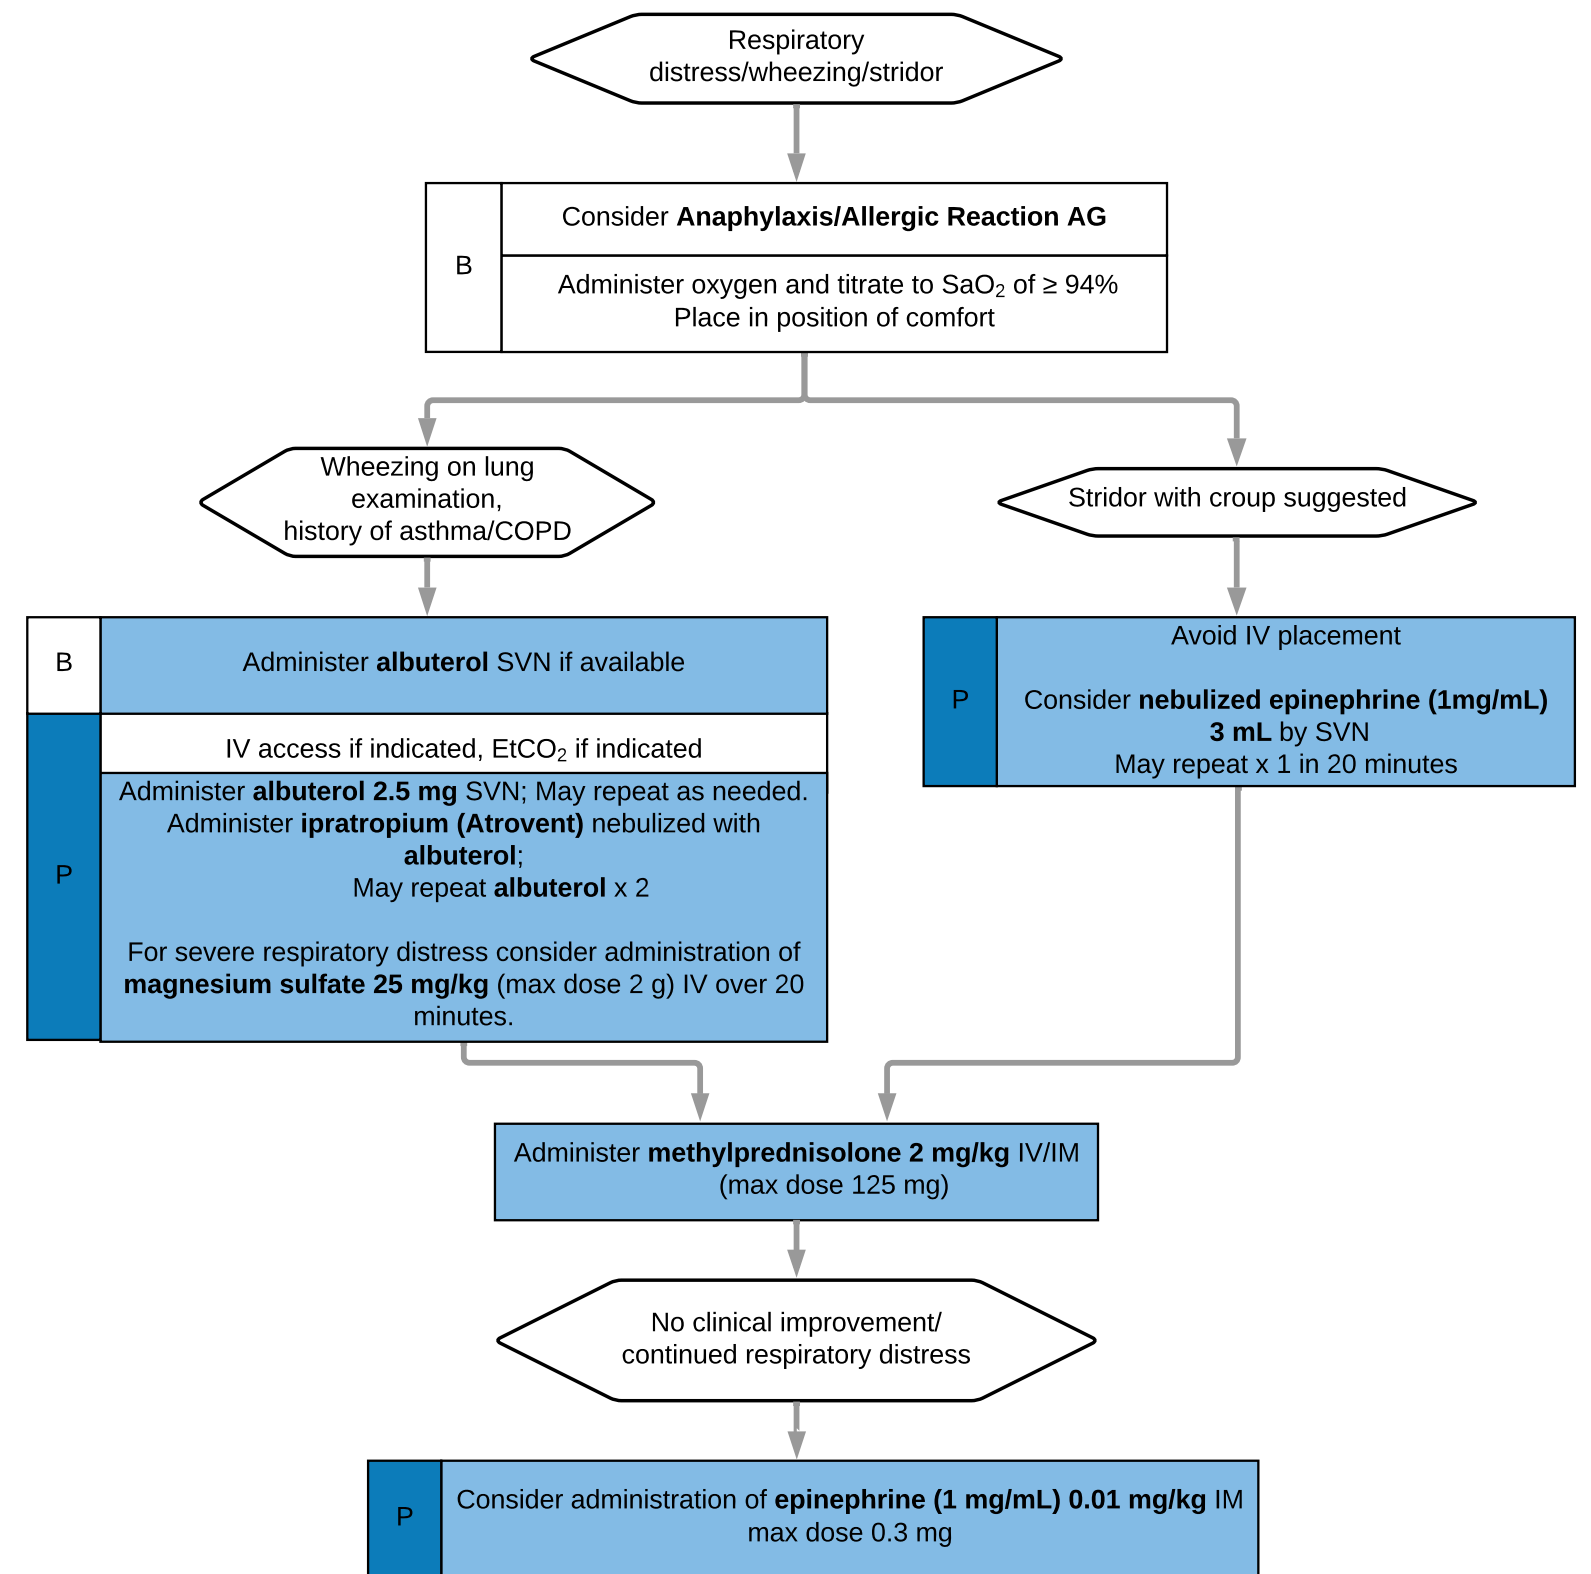 Respiratory
distress/wheezing/stridor
B
Consider Anaphylaxis/Allergic Reaction AG
Administer oxygen and titrate to SaO₂ of ≥ 94%
Place in position of comfort
Wheezing on lung
examination,
history of asthma/COPD
B
Administer albuterol SVN if available
P
IV access if indicated, EtCO₂ if indicated
Administer albuterol 2.5 mg SVN; May repeat as needed.
Administer ipratropium (Atrovent) nebulized with
albuterol;
May repeat albuterol x 2
For severe respiratory distress consider administration of
magnesium sulfate 25 mg/kg (max dose 2 g) IV over 20
minutes.
Stridor with croup suggested
P
Avoid IV placement
Consider nebulized epinephrine (1mg/mL)
3 mL by SVN
May repeat x 1 in 20 minutes
Administer methylprednisolone 2 mg/kg IV/IM
(max dose 125 mg)
No clinical improvement/
continued respiratory distress
P
Consider administration of epinephrine (1 mg/mL) 0.01 mg/kg IM
max dose 0.3 mg